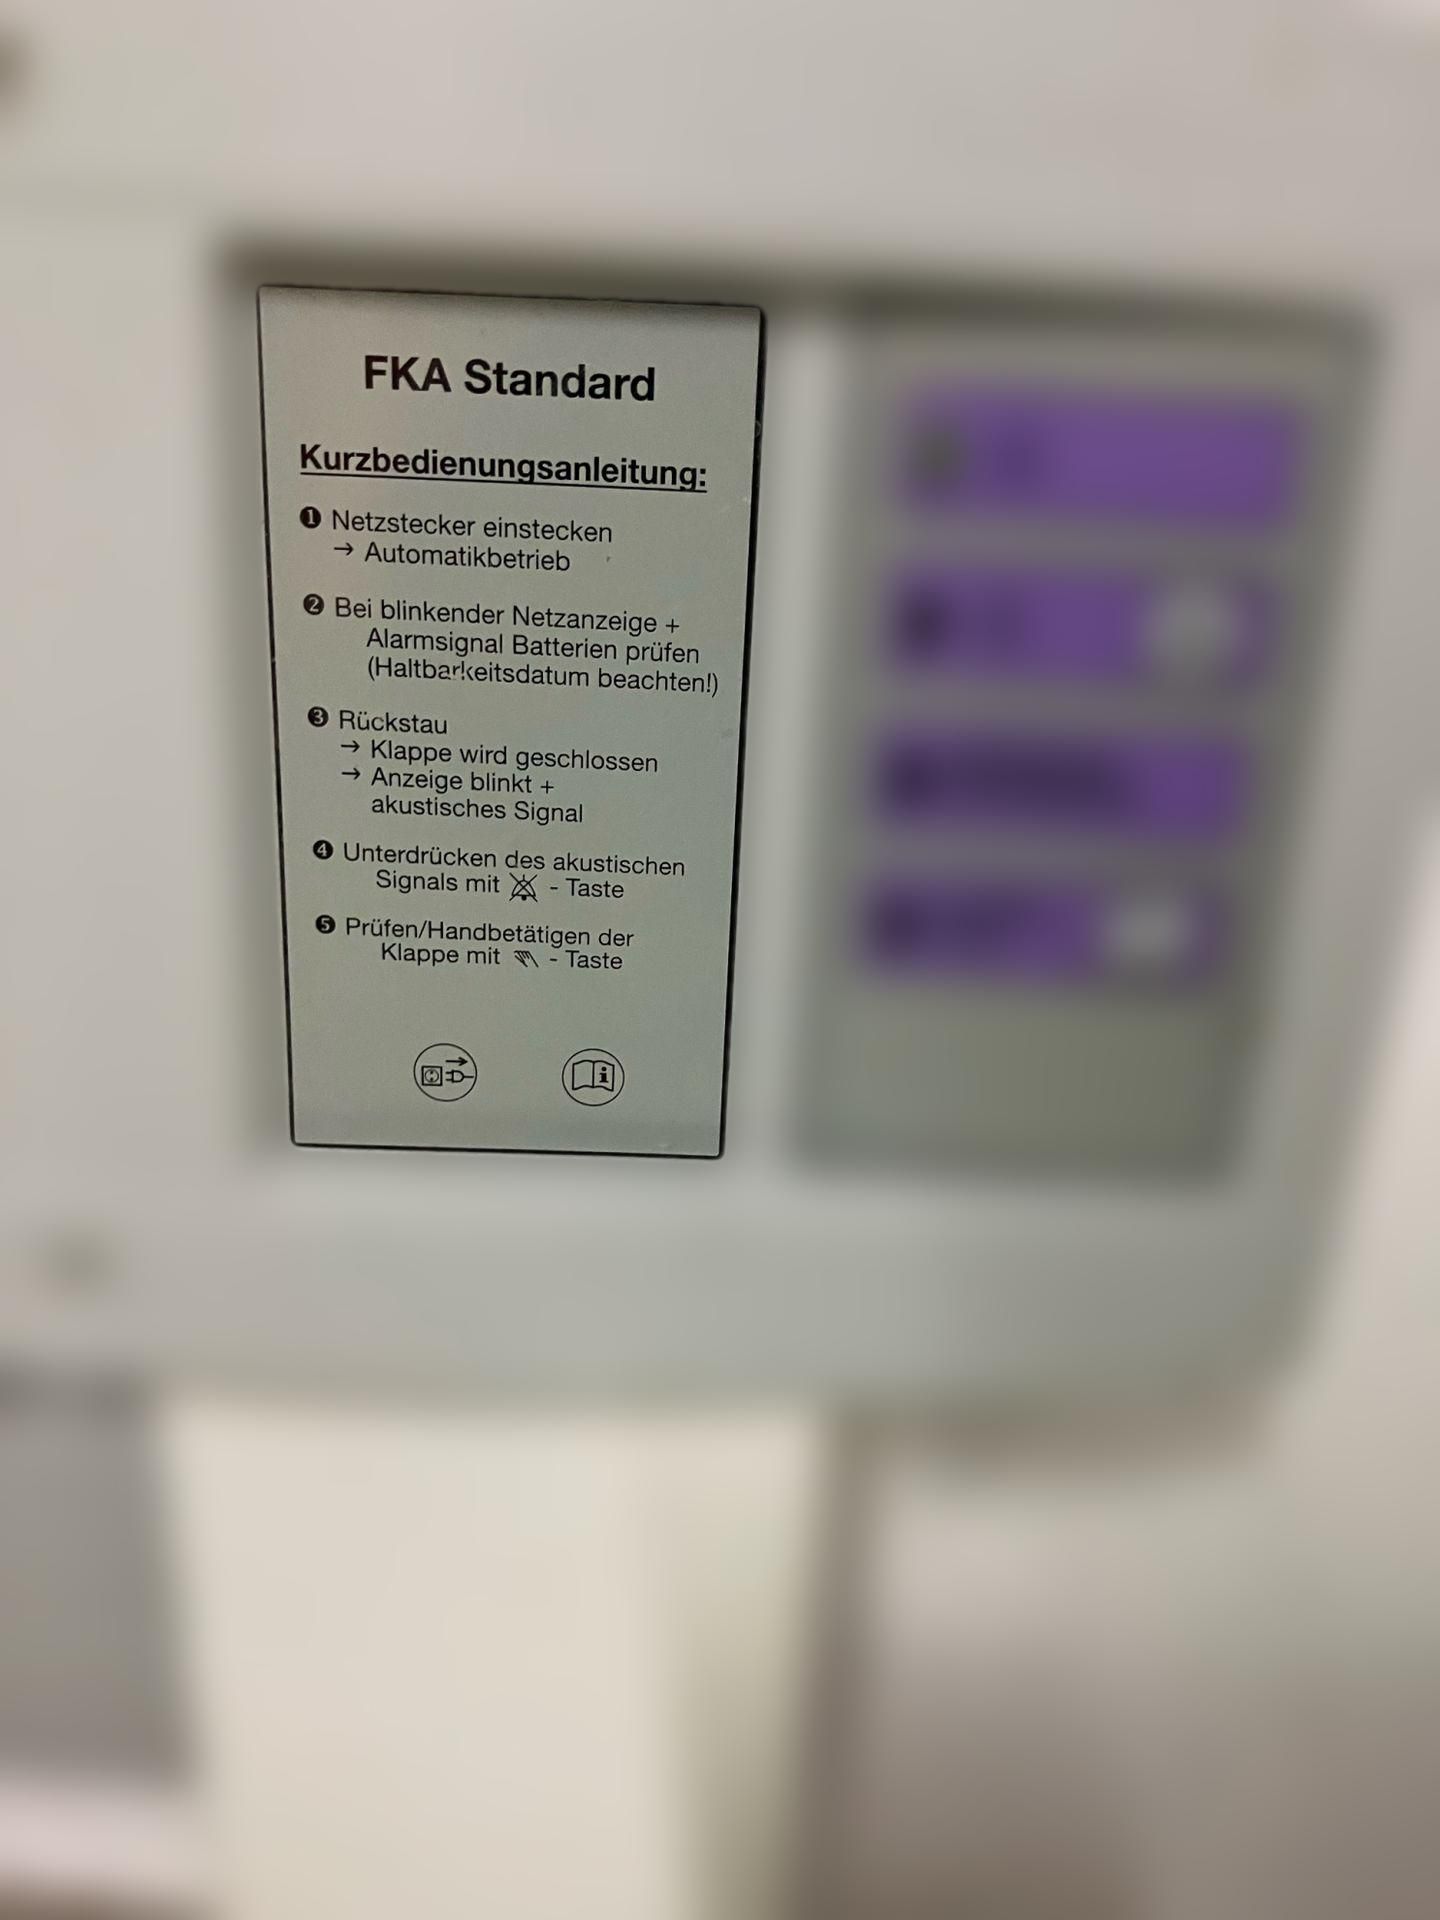 FKA Standard
Kurzbedienungsanleitung:
❶ Netzstecker einstecken
→ Automatikbetrieb
❷ Bei blinkender Netzanzeige +
Alarmsignal Batterien prüfen
(Haltbarkeitsdatum beachten!)
❸ Rückstau
→ Klappe wird geschlossen
→ Anzeige blinkt +
akustisches Signal
❹ Unterdrücken des akustischen
Signals mit - Taste
❺ Prüfen/Handbetätigen der
Klappe mit - Taste